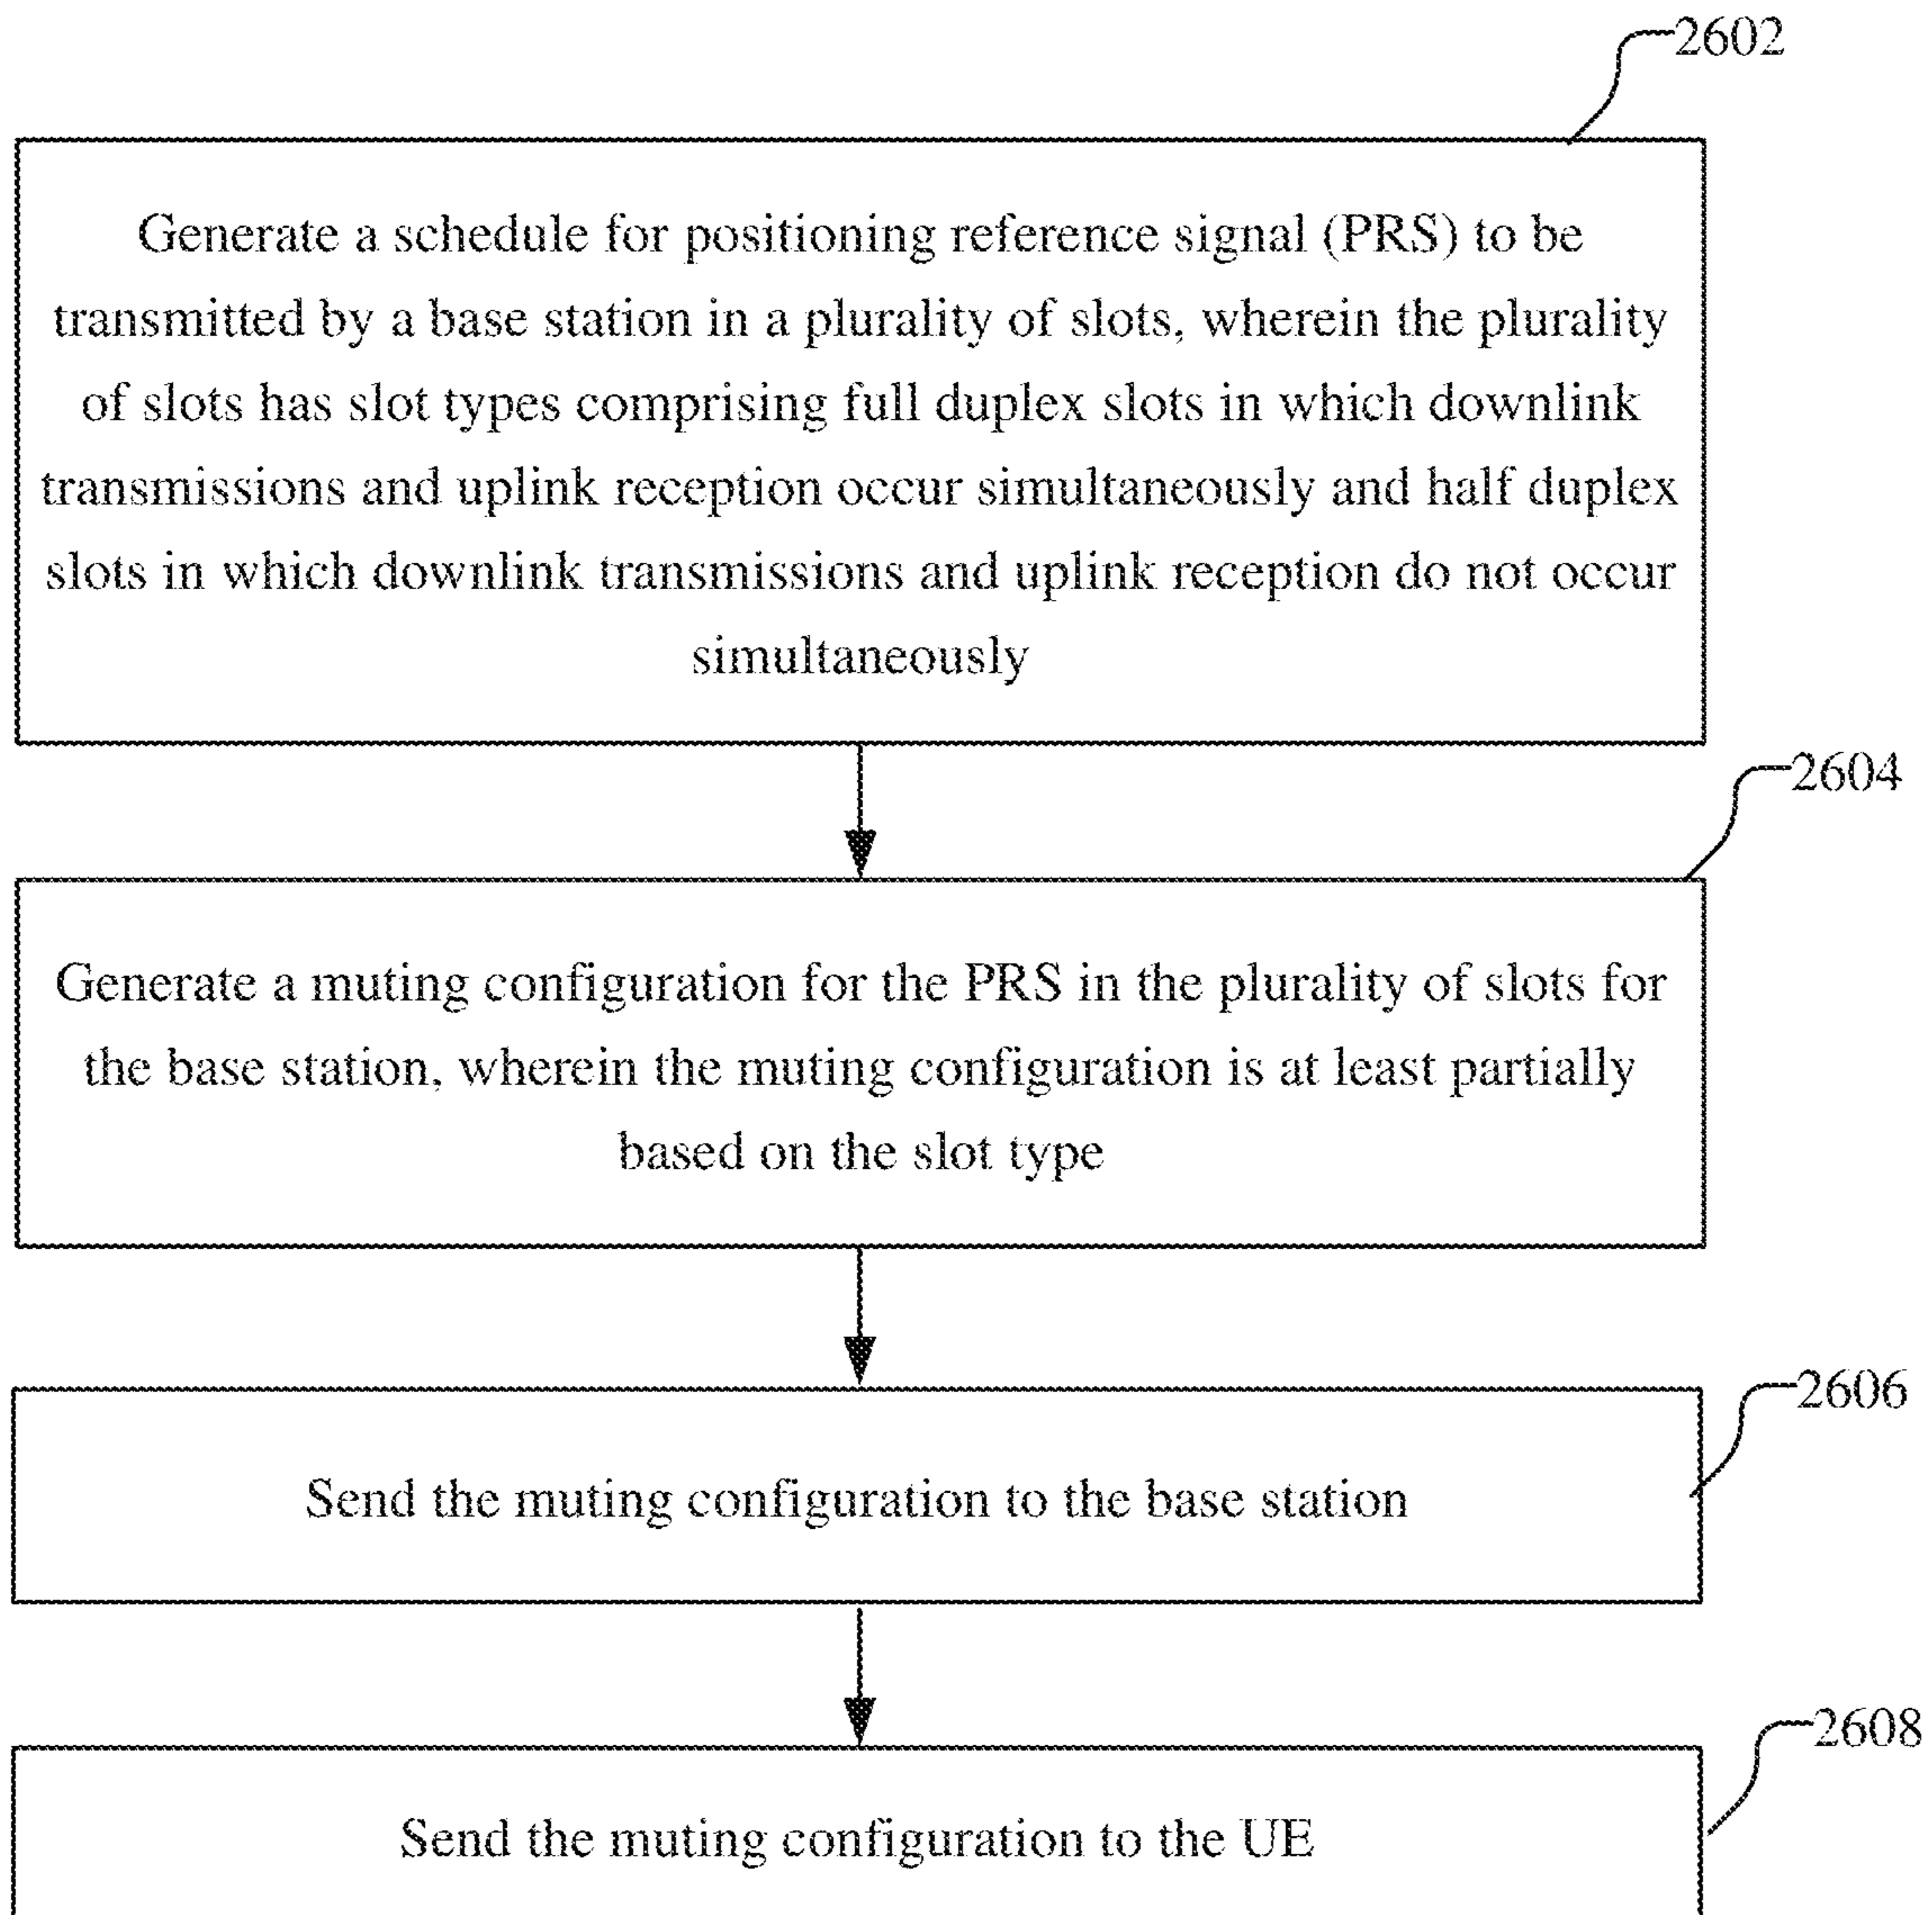 2602
Generate a schedule for positioning reference signal (PRS) to be
transmitted by a base station in a plurality of slots, wherein the plurality
of slots has slot types comprising full duplex slots in which downlink
transmissions and uplink reception occur simultaneously and half duplex
slots in which downlink transmissions and uplink reception do not occur
simultaneously
2604
Generate a muting configuration for the PRS in the plurality of slots for
the base station, wherein the muting configuration is at least partially
based on the slot type
2606
Send the muting configuration to the base station
2608
Send the muting configuration to the UE